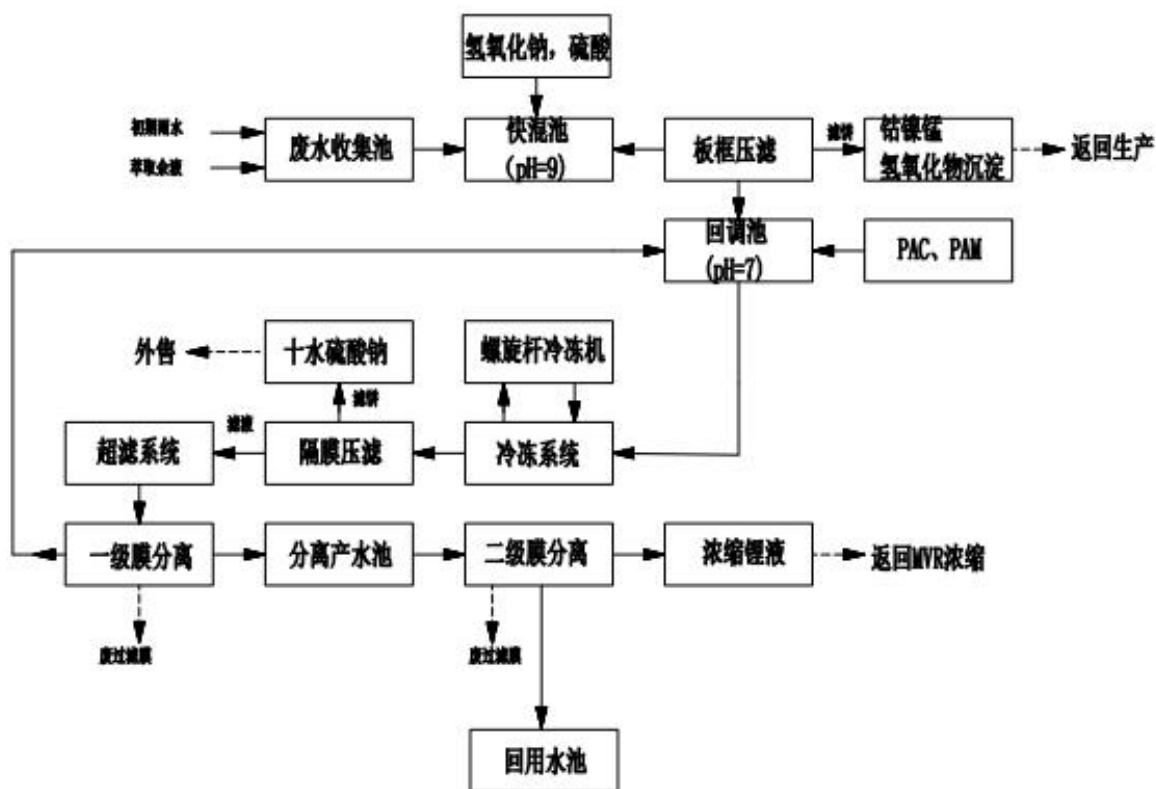 氢氧化钠，硫酸
初期雨水
萃取余液
废水收集池
快混池
(pH=9)
板框压滤
滤饼
钴镍锰
氢氧化物沉淀
返回生产
回调池
(pH=7)
PAC、PAM
外售
十水硫酸钠
螺旋杆冷冻机
滤饼
滤液
超滤系统
隔膜压滤
冷冻系统
一级膜分离
分离产水池
二级膜分离
浓缩锂液
返回MVR浓缩
废过滤膜
废过滤膜
回用水池